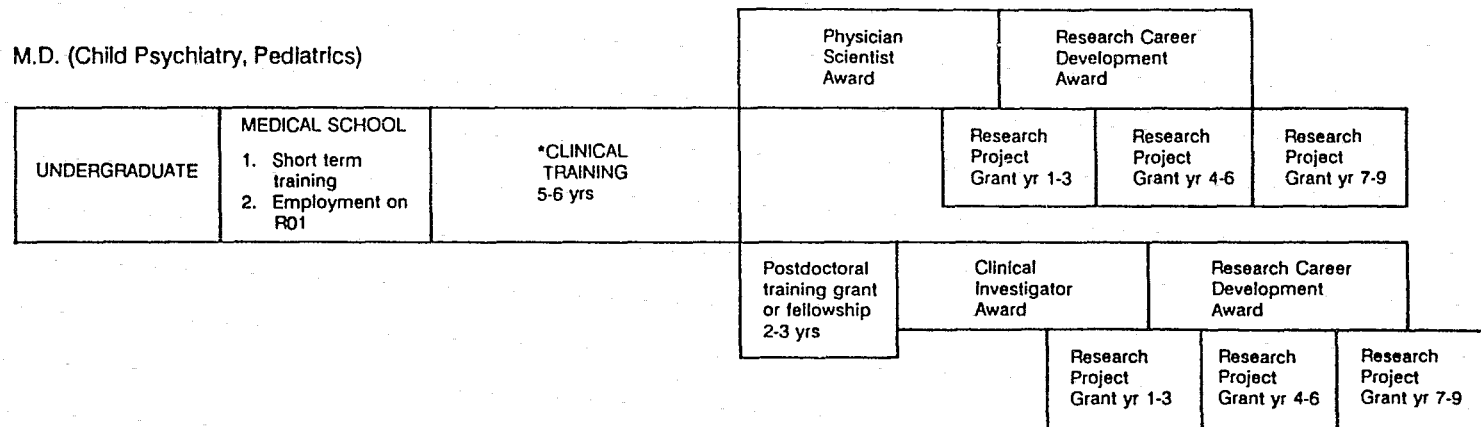 M.D. (Child Psychiatry, Pediatrics)
Physician
Scientist
Award
Research Career
Development
Award
UNDERGRADUATE
MEDICAL SCHOOL
1. Short term
training
2. Employment on
R01
*CLINICAL
TRAINING
5-6 yrs
Research
Project
Grant yr 1-3
Research
Project
Grant yr 4-6
Research
Project
Grant yr 7-9
Postdoctoral
training grant
or fellowship
2-3 yrs
Clinical
Investigator
Award
Research Career
Development
Award
Research
Project
Grant yr 1-3
Research
Project
Grant yr 4-6
Research
Project
Grant yr 7-9